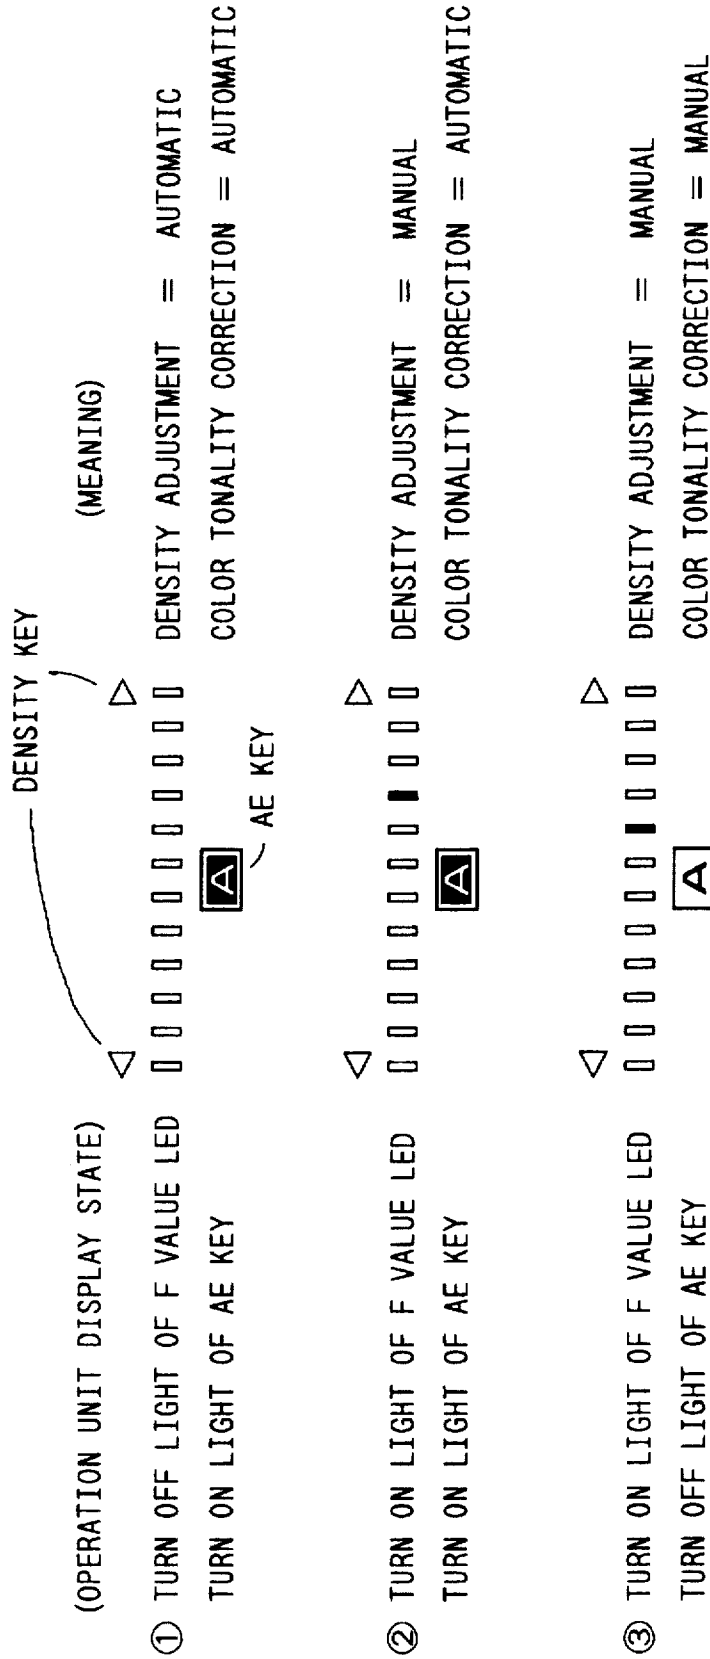 DENSITY KEY
(OPERATION UNIT DISPLAY STATE)
(MEANING)
① TURN OFF LIGHT OF F VALUE LED
DENSITY ADJUSTMENT = AUTOMATIC
TURN ON LIGHT OF AE KEY
A
COLOR TONALITY CORRECTION = AUTOMATIC
AE KEY
② TURN ON LIGHT OF F VALUE LED
DENSITY ADJUSTMENT = MANUAL
TURN ON LIGHT OF AE KEY
A
COLOR TONALITY CORRECTION = AUTOMATIC
③ TURN ON LIGHT OF F VALUE LED
DENSITY ADJUSTMENT = MANUAL
TURN OFF LIGHT OF AE KEY
A
COLOR TONALITY CORRECTION = MANUAL